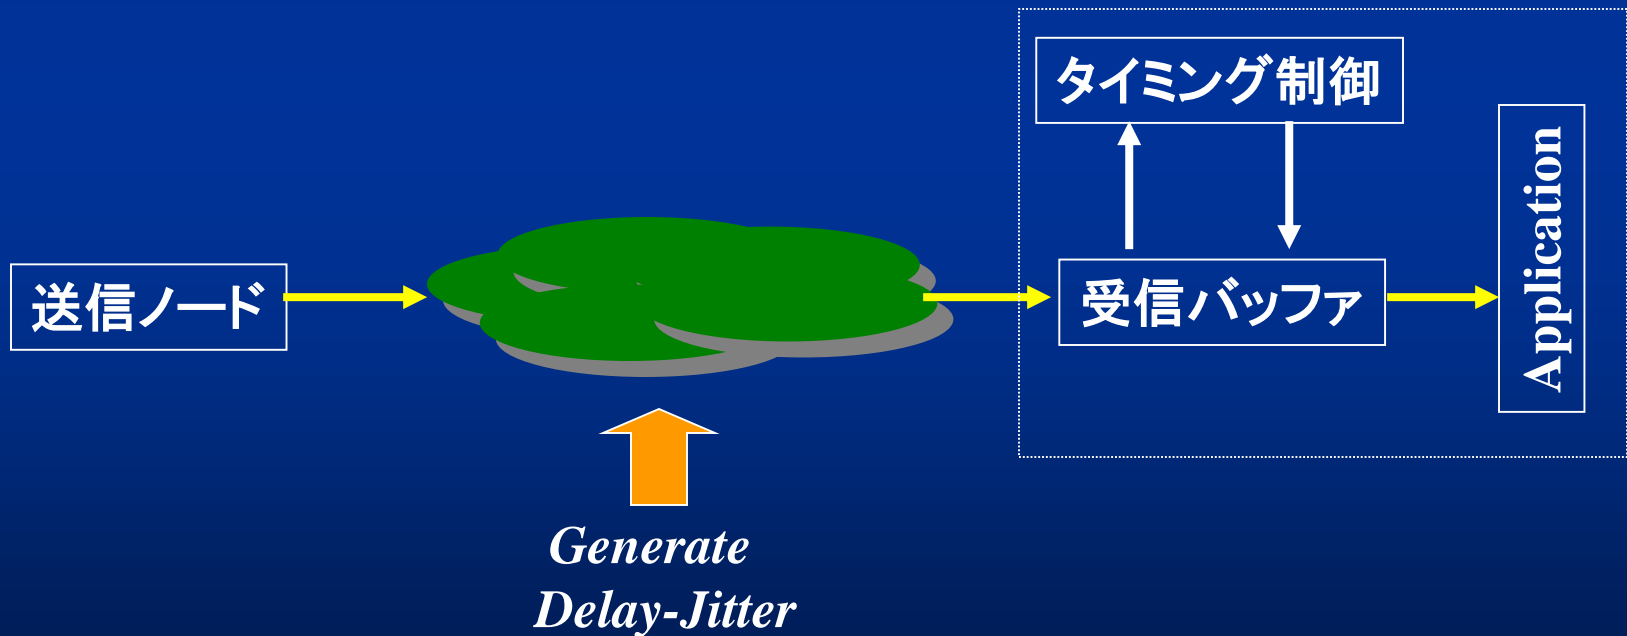 タイミング制御
送信ノード
受信バッファ
Application
Generate
Delay-Jitter